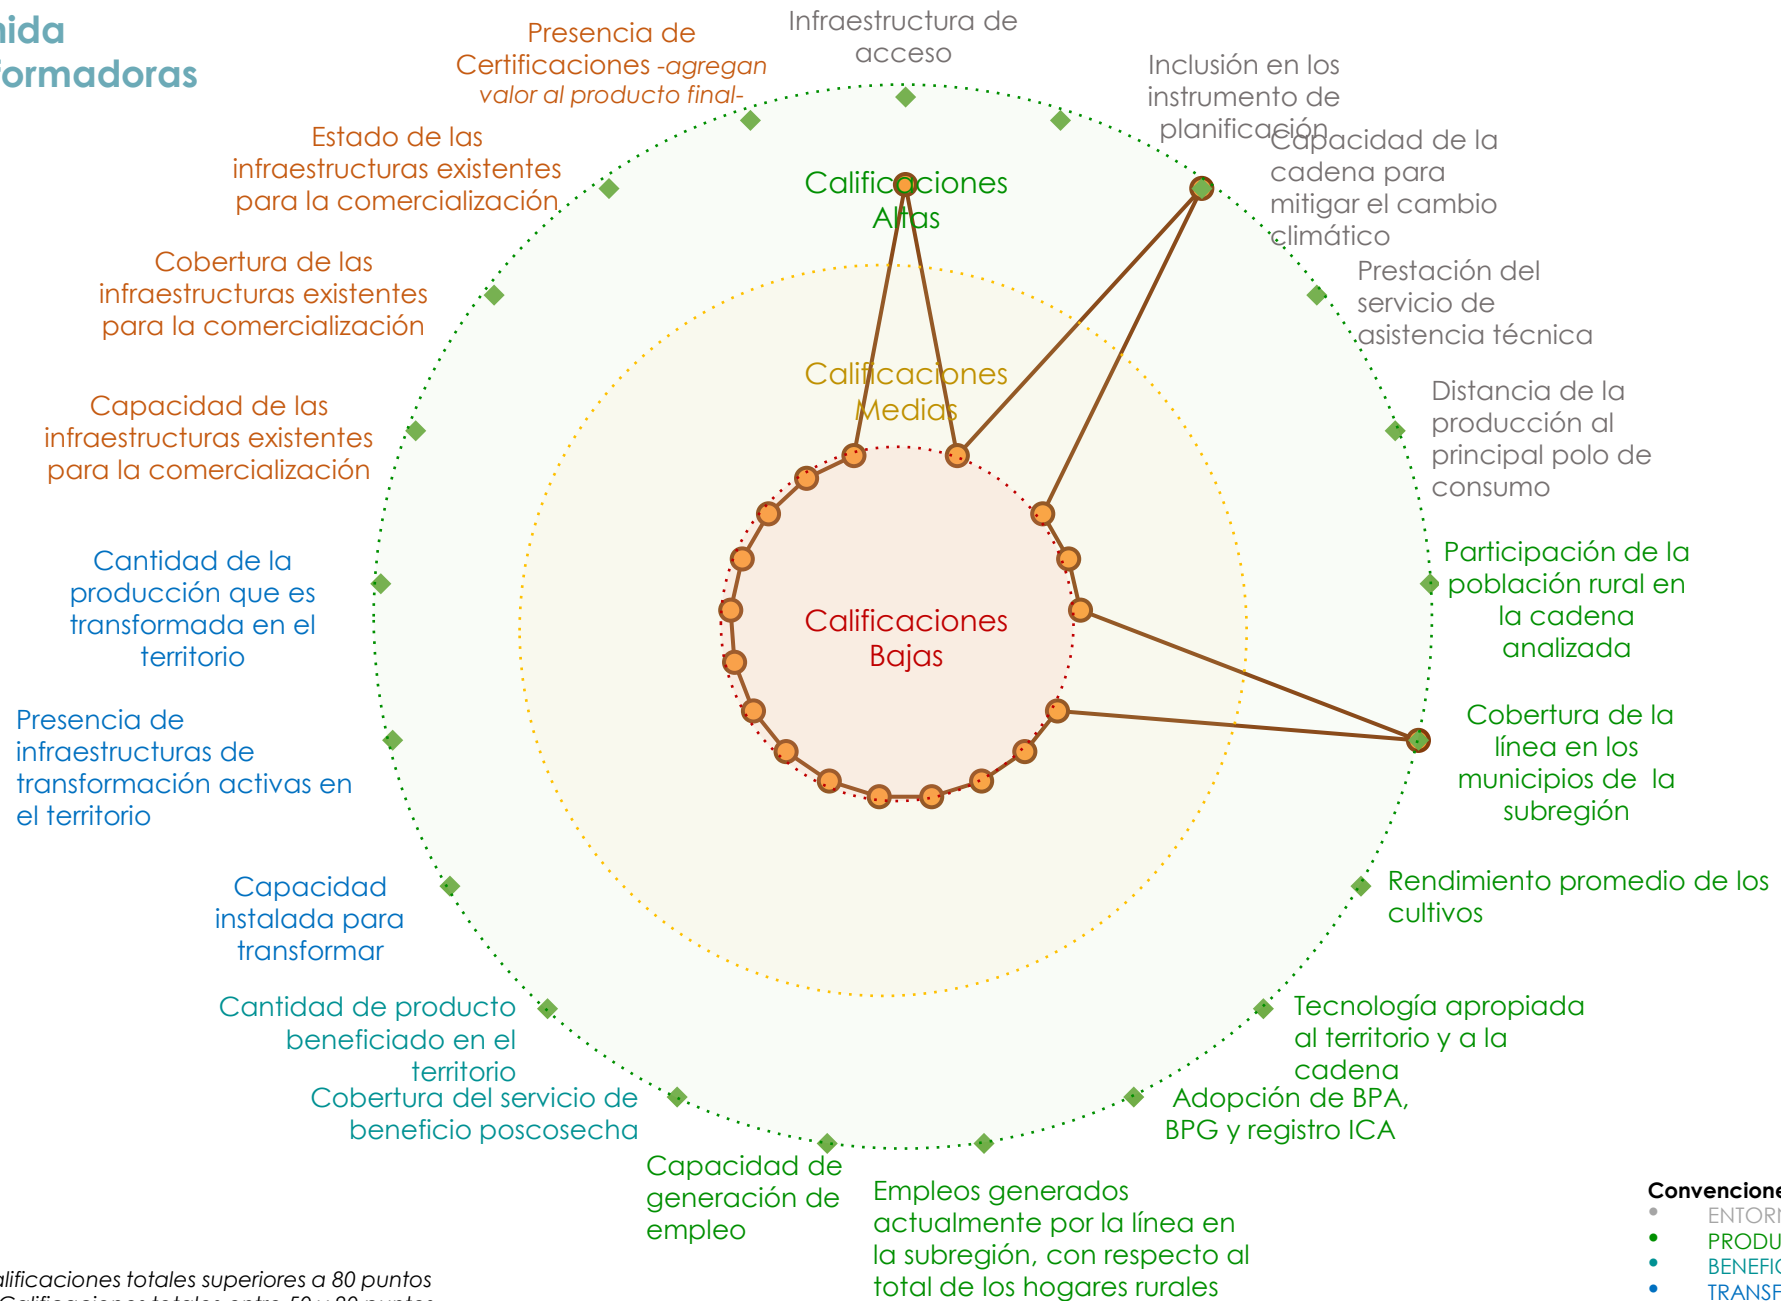 Infraestructura de
acceso
Presencia de
Certificaciones -agregan
valor al producto final-
Inclusión en los
instrumento de
planificación
Estado de las
infraestructuras existentes
para la comercialización
Capacidad de la
cadena para
mitigar el cambio
climático
Calificaciones
Altas
Cobertura de las
infraestructuras existentes
para la comercialización
Prestación del
servicio de
asistencia técnica
Calificaciones
Medias
Capacidad de las
infraestructuras existentes
para la comercialización
Distancia de la
producción al
principal polo de
consumo
Cantidad de la
producción que es
transformada en el
territorio
Calificaciones
Bajas
Participación de la
población rural en
la cadena
analizada
Presencia de
infraestructuras de
transformación activas en
el territorio
Cobertura de la
línea en los
municipios de la
subregión
Capacidad
instalada para
transformar
Rendimiento promedio de los
cultivos
Cantidad de producto
beneficiado en el
territorio
Tecnología apropiada
al territorio y a la
cadena
Cobertura del servicio de
beneficio poscosecha
Adopción de BPA,
BPG y registro ICA
Capacidad de
generación de
empleo
Empleos generados
actualmente por la línea en
la subregión, con respecto al
total de los hogares rurales
totales superiores a 80 puntos
Calificaciones totales entre 50 y 80 puntos